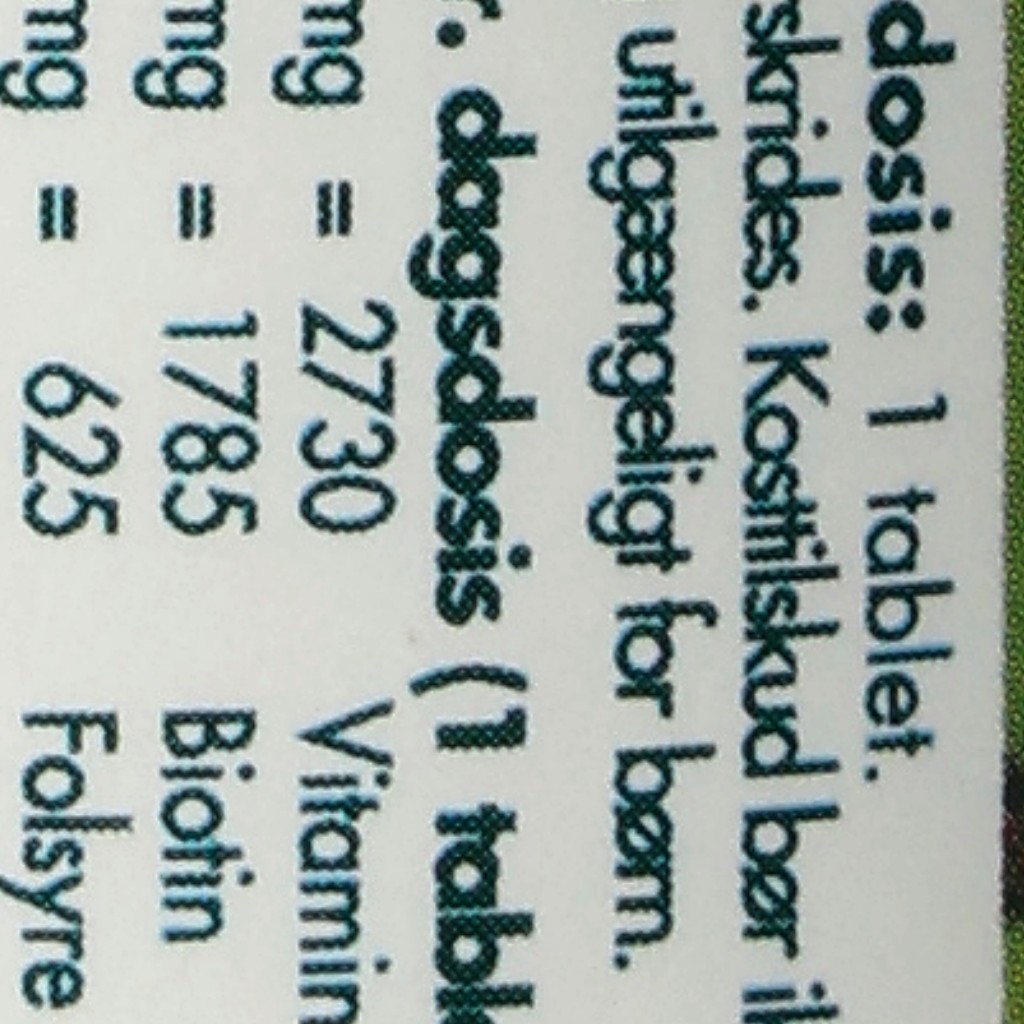 dosis: 1 tablet.
skrides. Kosttilskud bør
utilgængeligt for børn.
r. dagsdosis (1
mg = 2730 Vitamin
mg = 1785 Biotin
mg = 625 Folsyre